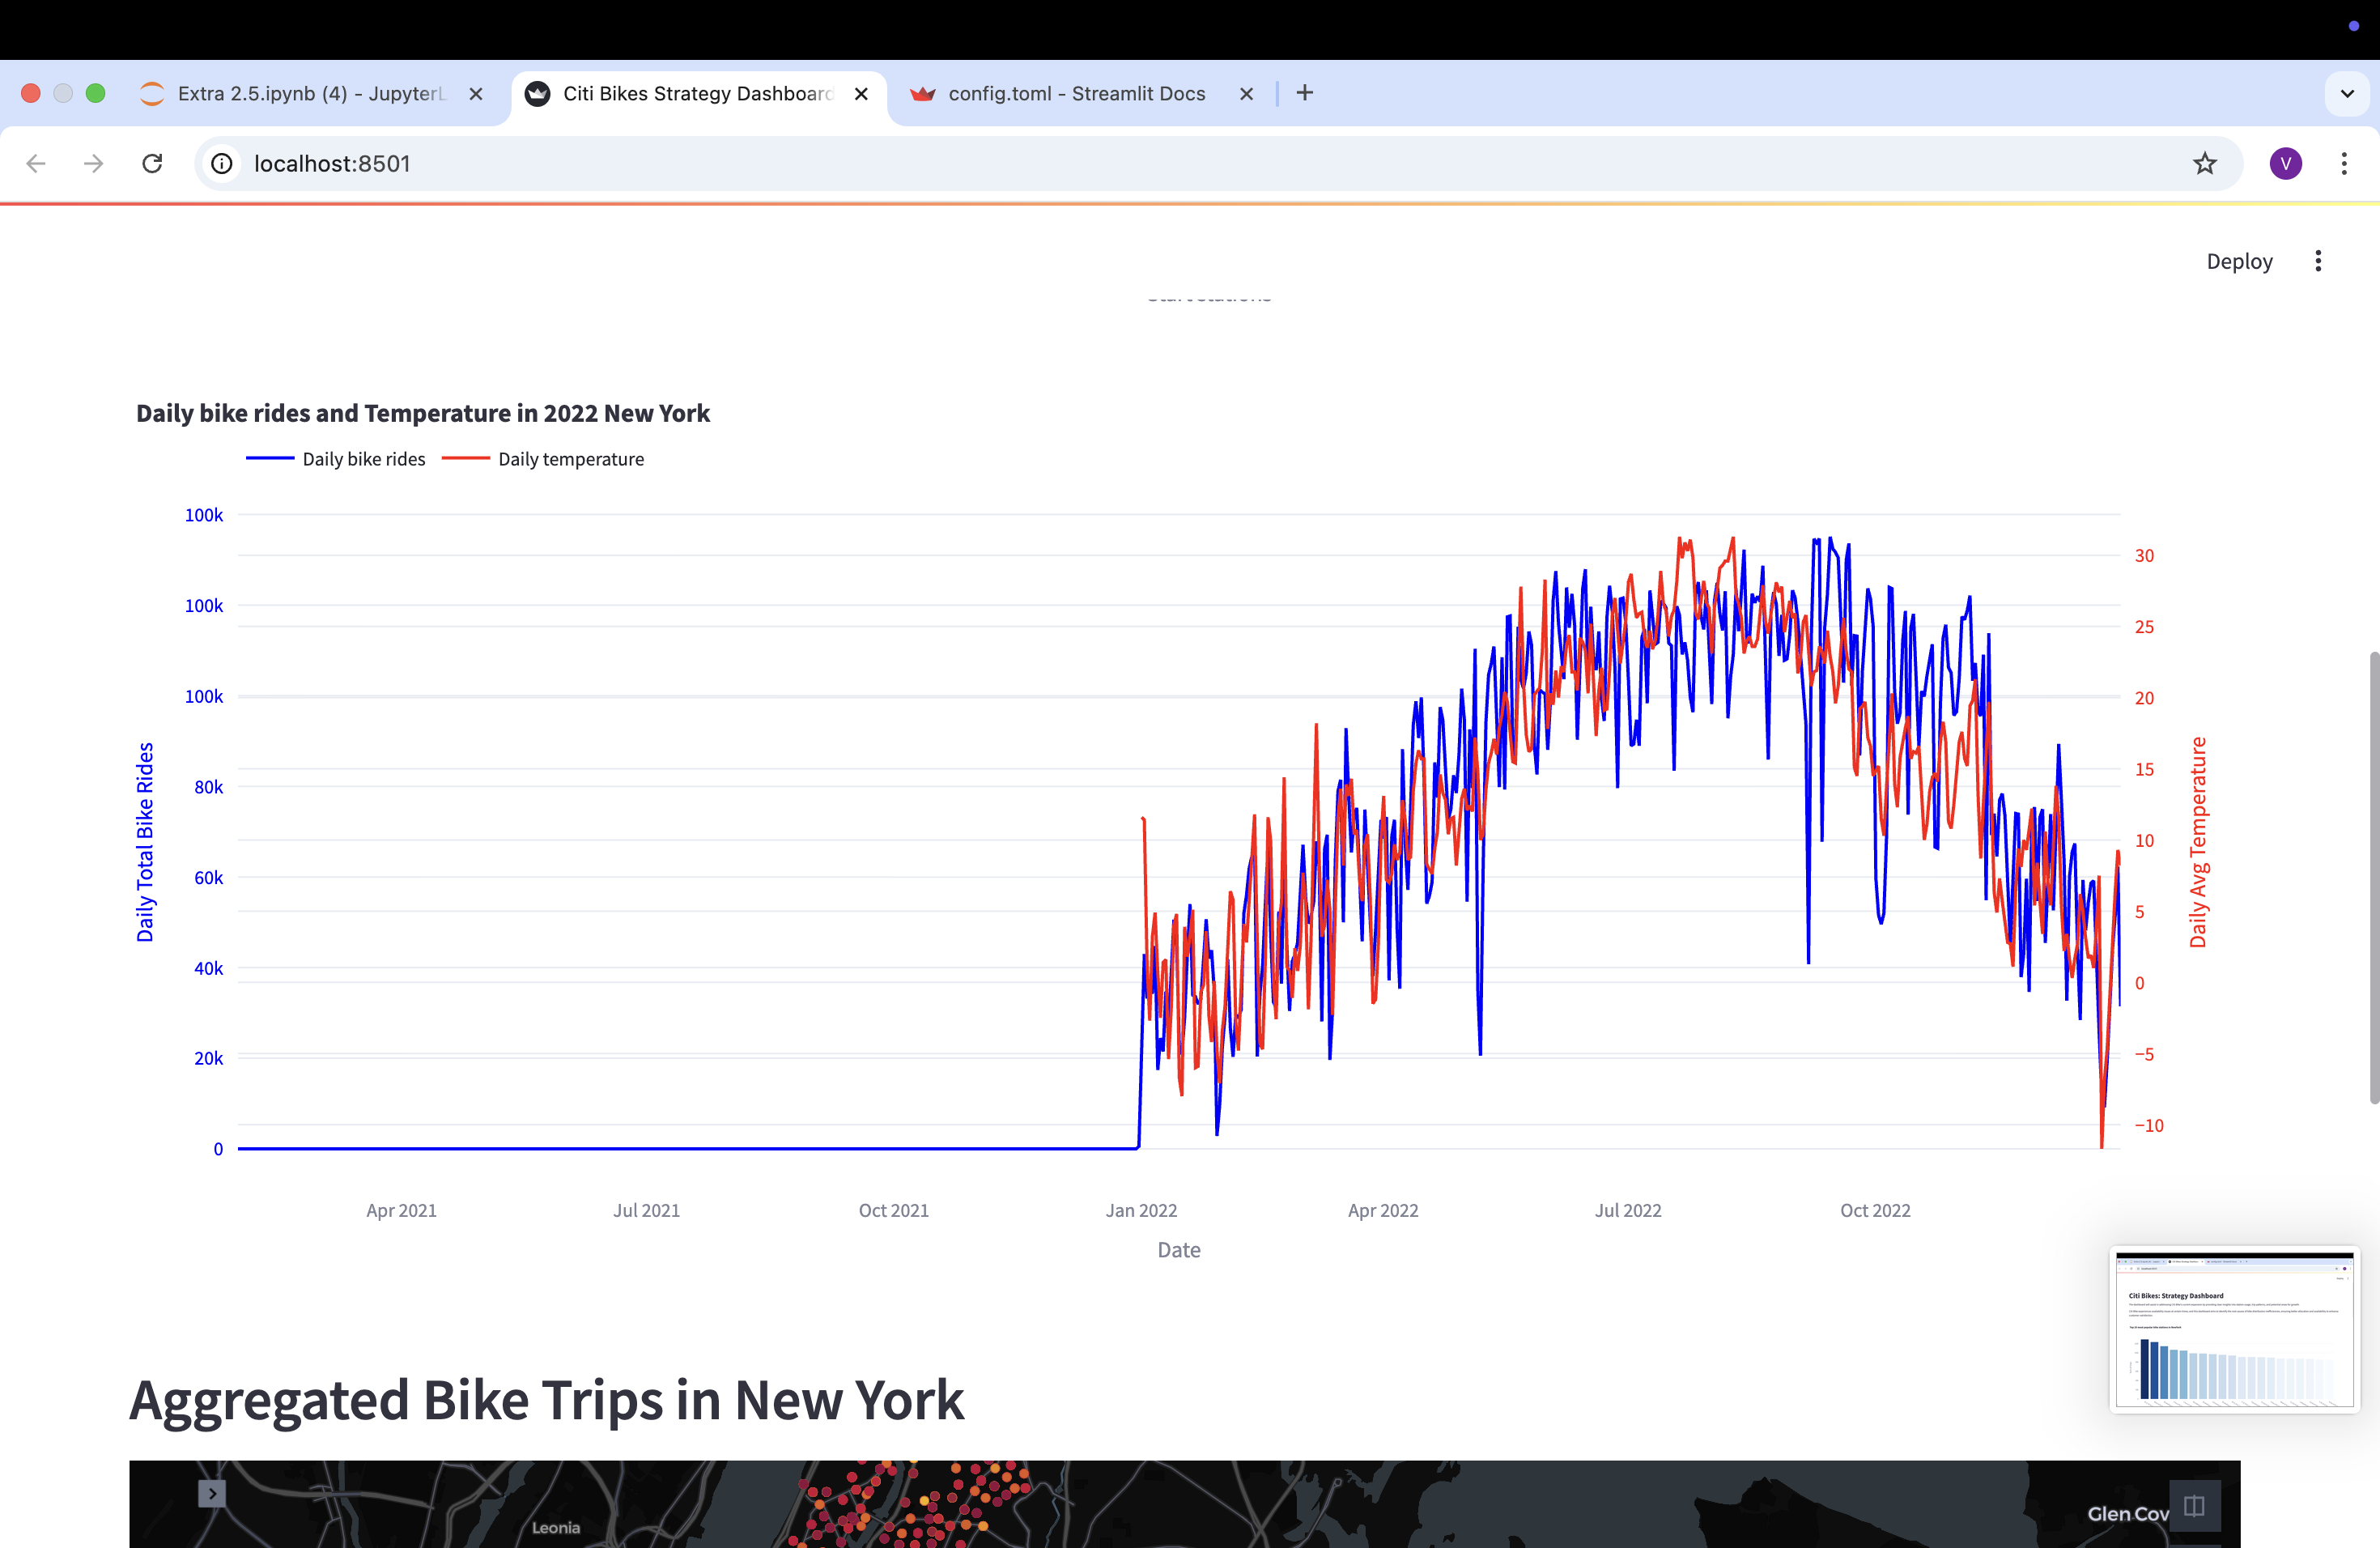 Extra 2.5.ipynb (4) - JupyterL
Citi Bikes Strategy Dashboard
config.toml - Streamlit Docs
localhost:8501
V
Deploy
Start stations
Daily bike rides and Temperature in 2022 New York
Daily bike rides
Daily temperature
100k
100k
100k
80k
60k
40k
20k
0
Daily Total Bike Rides
30
25
20
15
10
5
0
−5
−10
Daily Avg Temperature
Apr 2021
Jul 2021
Oct 2021
Jan 2022
Apr 2022
Jul 2022
Oct 2022
Date
Citi Bikes: Strategy Dashboard
Aggregated Bike Trips in New York
Leonia
Glen Cov